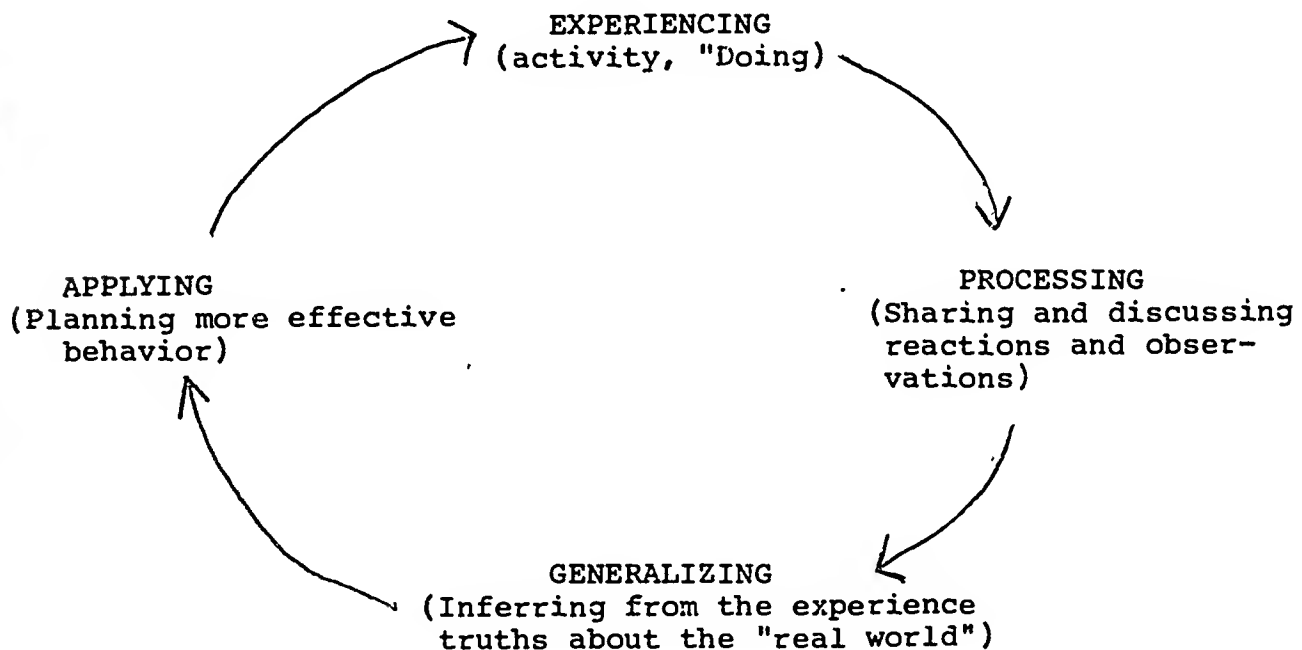 EXPERIENCING
(activity, "Doing)
PROCESSING
(Sharing and discussing
reactions and obser-
vations)
GENERALIZING
(Inferring from the experience
truths about the "real world")
APPLYING
(Planning more effective
behavior)